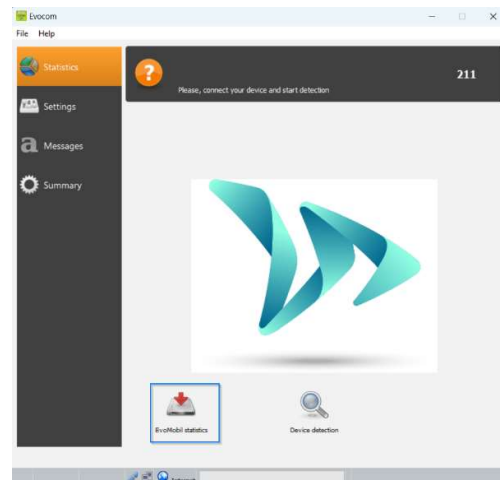 Evocom
File Help
Statistics
Please, connect your device and start detection
211
Settings
Messages
Summary
EvoMobil statistics
Device detection